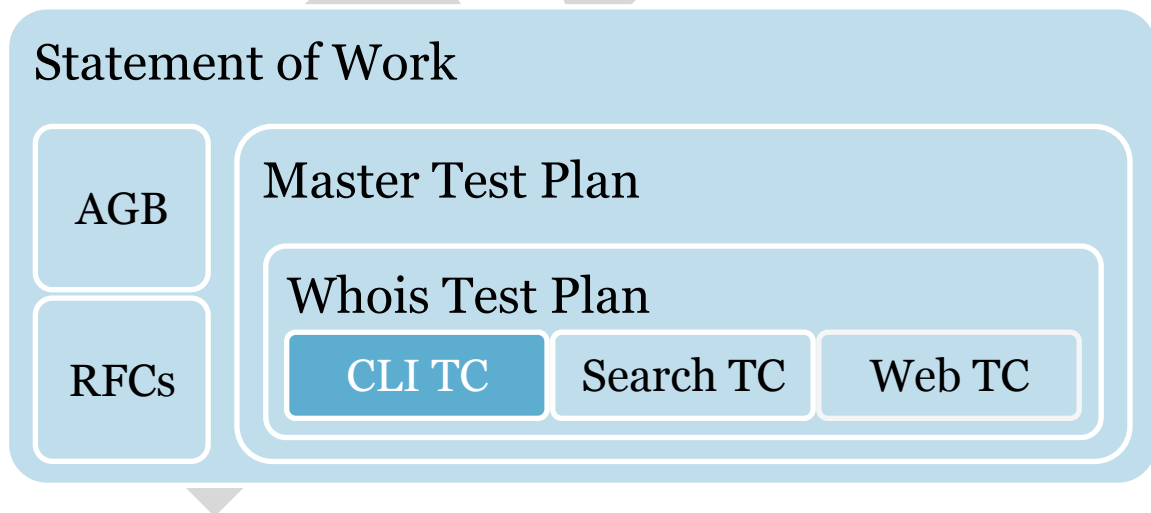 Statement of Work
AGB
Master Test Plan
RFCs
Whois Test Plan
CLI TC
Search TC
Web TC